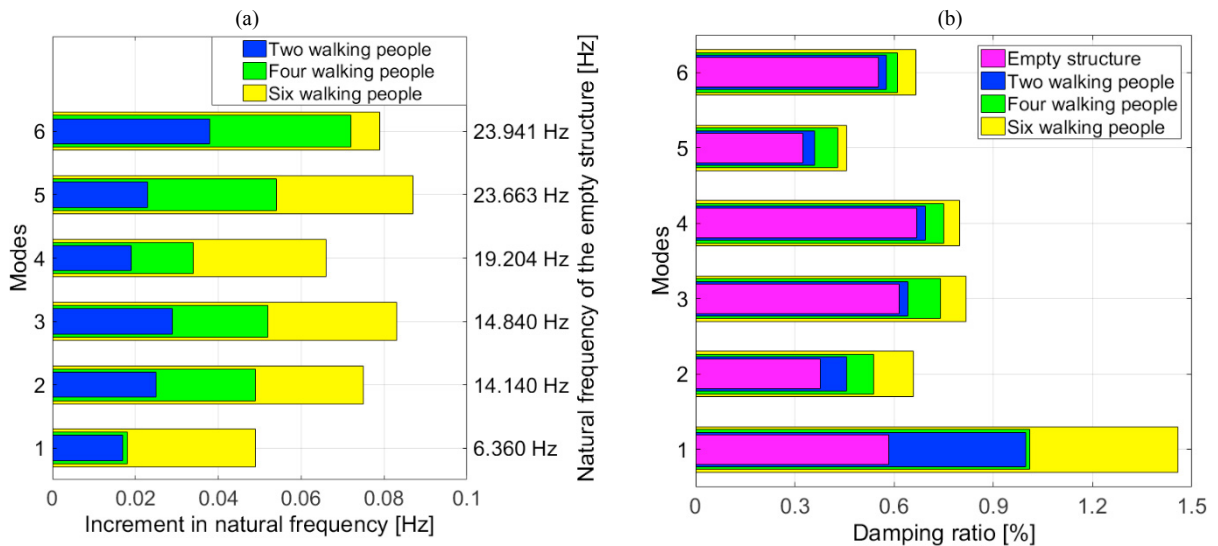 (a)
Two walking people
Four walking people
Six walking people
Modes
6
5
4
3
2
1
23.941 Hz
23.663 Hz
19.204 Hz
14.840 Hz
14.140 Hz
6.360 Hz
Natural frequency of the empty structure [Hz]
0 0.02 0.04 0.06 0.08 0.1
Increment in natural frequency [Hz]
(b)
Empty structure
Two walking people
Four walking people
Six walking people
Modes
6
5
4
3
2
1
0 0.3 0.6 0.9 1.2 1.5
Damping ratio [%]